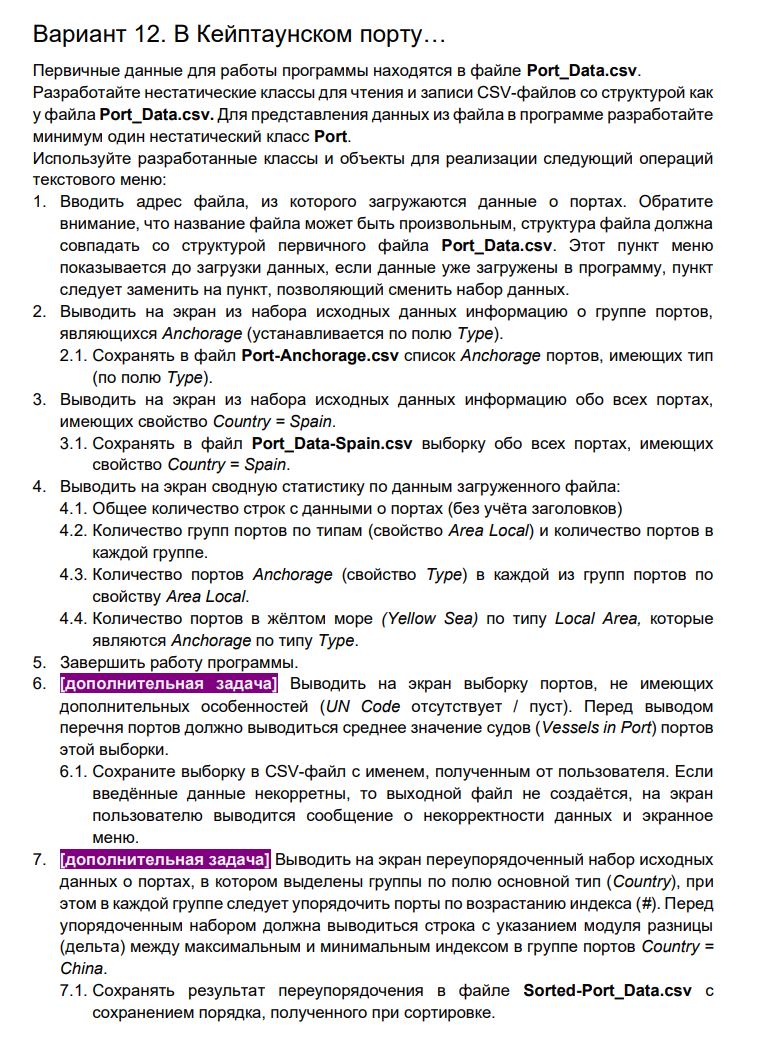 Вариант 12. В Кейптаунском порту…
Первичные данные для работы программы находятся в файле Port_Data.csv.
Разработайте нестатические классы для чтения и записи CSV-файлов со структурой как
у файла Port_Data.csv. Для представления данных из файла в программе разработайте
минимум один нестатический класс Port.
Используйте разработанные классы и объекты для реализации следующий операций
текстового меню:
1. Вводить адрес файла, из которого загружаются данные о портах. Обратите
внимание, что название файла может быть произвольным, структура файла должна
совпадать со структурой первичного файла Port_Data.csv. Этот пункт меню
показывается до загрузки данных, если данные уже загружены в программу, пункт
следует заменить на пункт, позволяющий сменить набор данных.
2. Выводить на экран из набора исходных данных информацию о группе портов,
являющихся Anchorage (устанавливается по полю Type).
2.1. Сохранять в файл Port-Anchorage.csv список Anchorage портов, имеющих тип
(по полю Type).
3. Выводить на экран из набора исходных данных информацию обо всех портах,
имеющих свойство Country = Spain.
3.1. Сохранять в файл Port_Data-Spain.csv выборку обо всех портах, имеющих
свойство Country = Spain.
4. Выводить на экран сводную статистику по данным загруженного файла:
4.1. Общее количество строк с данными о портах (без учёта заголовков)
4.2. Количество групп портов по типам (свойство Area Local) и количество портов в
каждой группе.
4.3. Количество портов Anchorage (свойство Type) в каждой из групп портов по
свойству Area Local.
4.4. Количество портов в жёлтом море (Yellow Sea) по типу Local Area, которые
являются Anchorage по типу Type.
5. Завершить работу программы.
6. [дополнительная задача] Выводить на экран выборку портов, не имеющих
дополнительных особенностей (UN Code отсутствует / пуст). Перед выводом
перечня портов должно выводиться среднее значение судов (Vessels in Port) портов
этой выборки.
6.1. Сохраните выборку в CSV-файл с именем, полученным от пользователя. Если
введённые данные некорретны, то выходной файл не создаётся, на экран
пользователю выводится сообщение о некорректности данных и экранное
меню.
7. [дополнительная задача] Выводить на экран переупорядоченный набор исходных
данных о портах, в котором выделены группы по полю основной тип (Country), при
этом в каждой группе следует упорядочить порты по возрастанию индекса (#). Перед
упорядоченным набором должна выводиться строка с указанием модуля разницы
(дельта) между максимальным и минимальным индексом в группе портов Country =
China.
7.1. Сохранять результат переупорядочения в файле Sorted-Port_Data.csv с
сохранением порядка, полученного при сортировке.